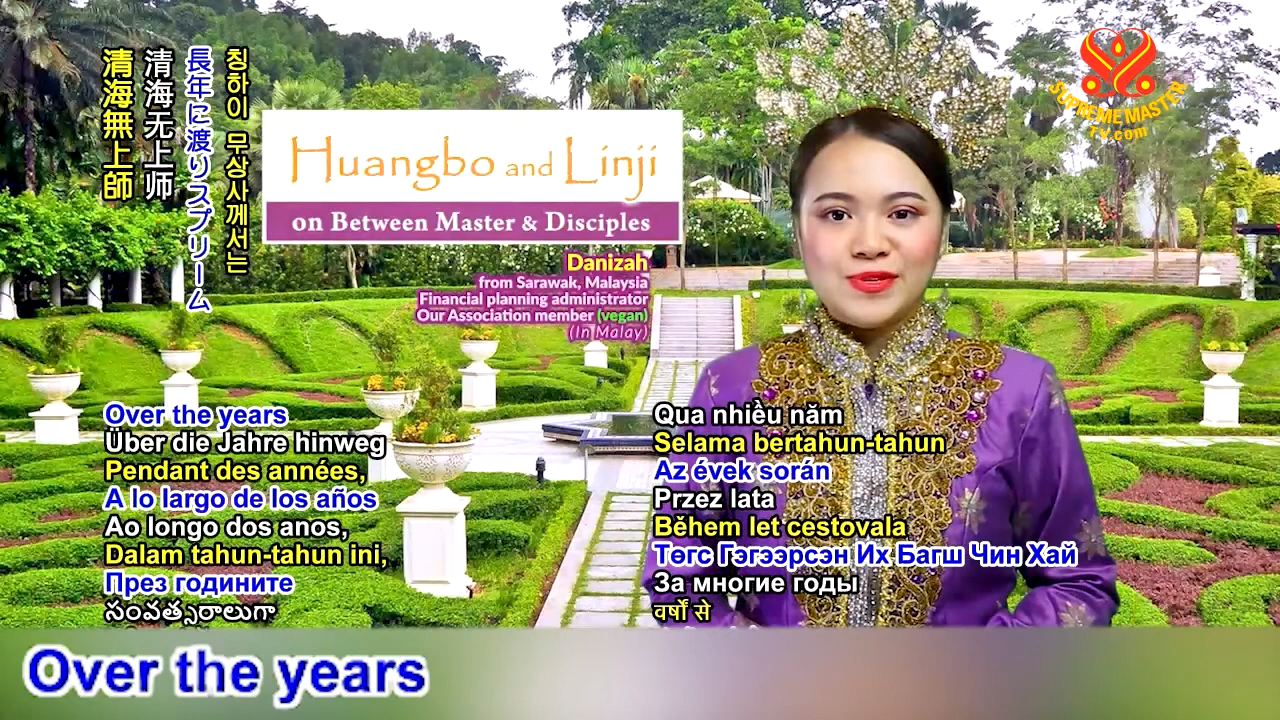 清海無上師
清海无上师
長年に渡りスプリーム
칭하이 무상사께서는
Huangbo and Linji
on Between Master & Disciples
SUPREME MASTER
TV.com
Danizah
from Sarawak, Malaysia
Financial planning administrator
Our Association member (vegan)
(In Malay)
Over the years
Über die Jahre hinweg
Pendant des années,
A lo largo de los años
Ao longo dos anos,
Dalam tahun-tahun ini,
През годините
సంవత్సరాలుగా
Qua nhiều năm
Selama bertahun-tahun
Az évek során
Przez lata
Během let cestovala
Төгс Гэгээрсэн Их Багш Чин Хай
За многие годы
वर्षों से
Over the years